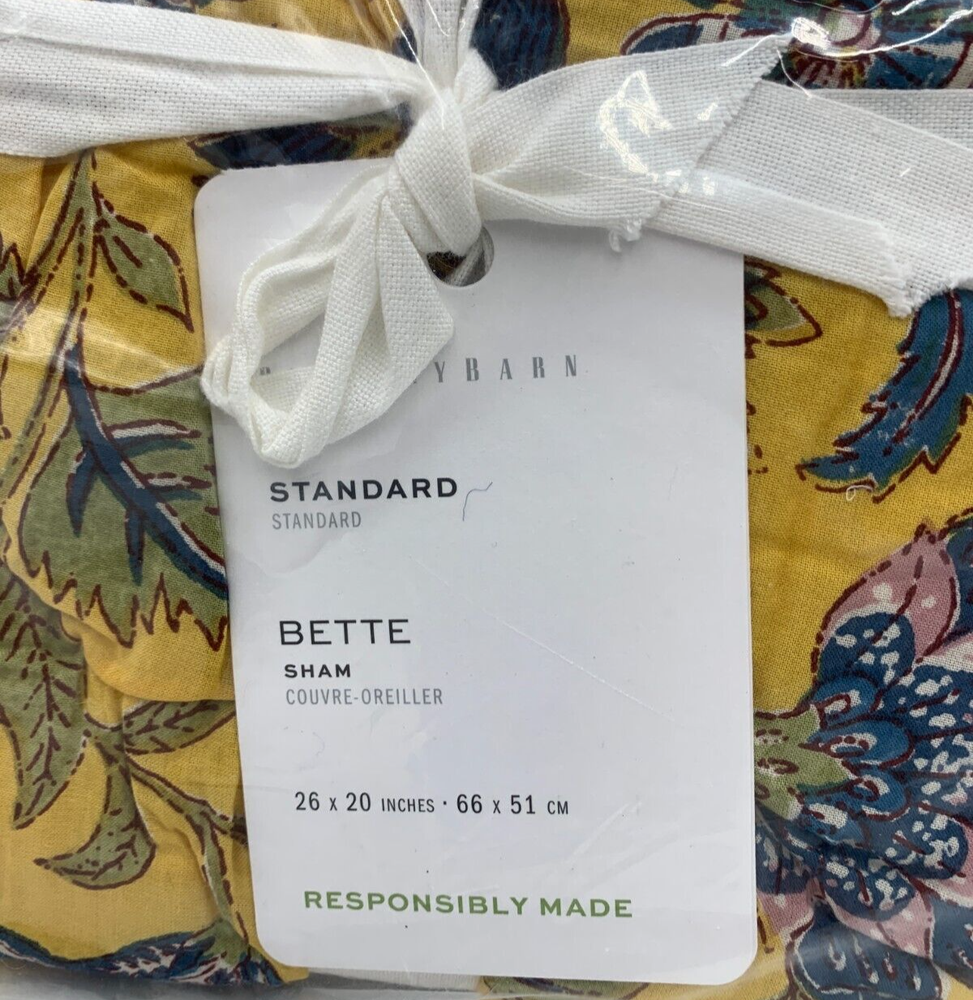 YBARN
STANDARD
STANDARD
BETTE
SHAM
COUVRE-OREILLER
26 x 20 INCHES · 66 x 51 CM
RESPONSIBLY MADE